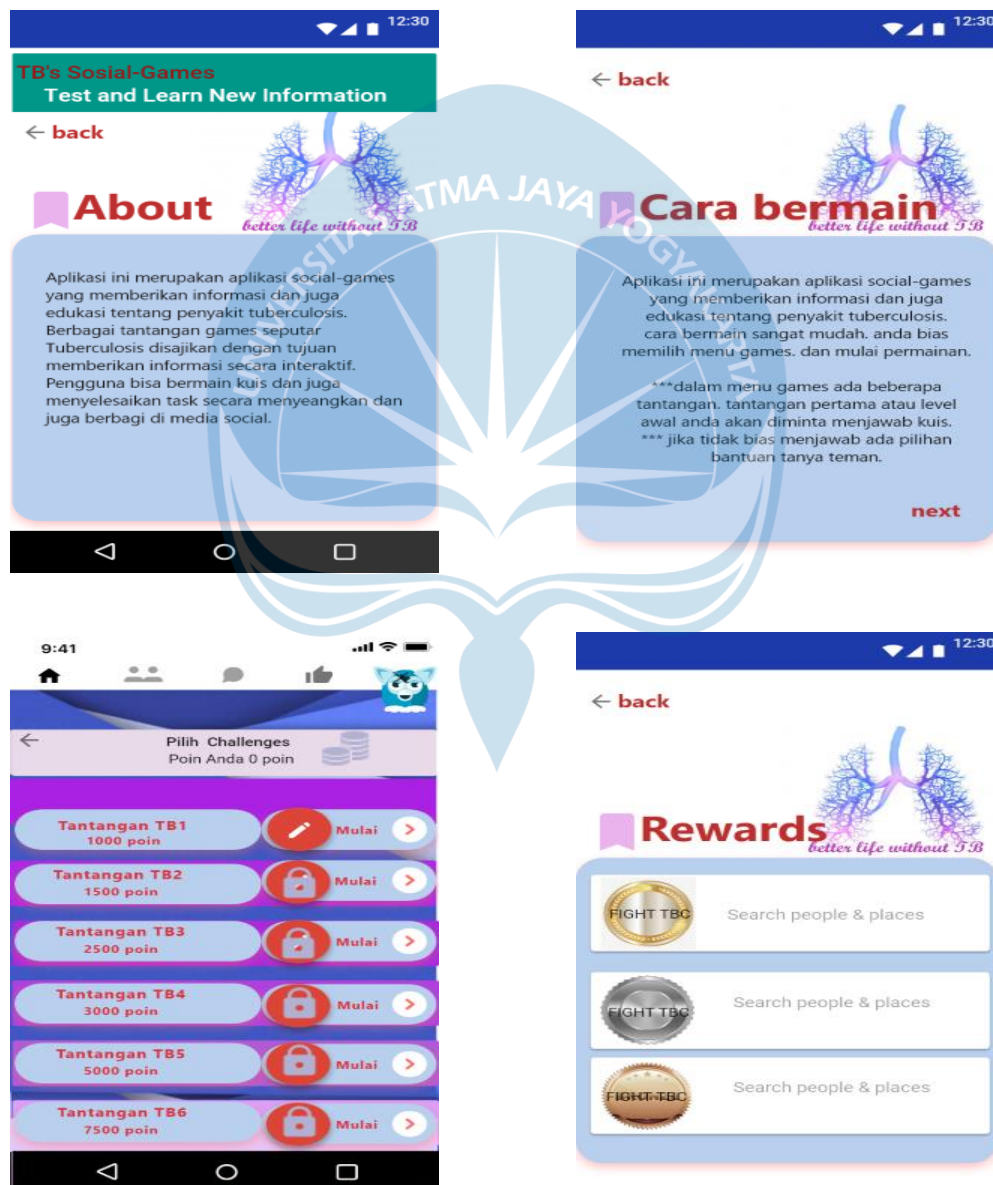 12:30
TB's Sosial-Games
Test and Learn New Information
← back
About
better life without TB
Aplikasi ini merupakan aplikasi social-games
yang memberikan informasi dan juga
edukasi tentang penyakit tuberculosis.
Berbagai tantangan games seputar
Tuberculosis disajikan dengan tujuan
memberikan informasi secara interaktif.
Pengguna bisa bermain kuis dan juga
menyelesaikan task secara menyeangkan dan
juga berbagi di media social.
12:30
← back
Cara bermain
better life without TB
Aplikasi ini merupakan aplikasi social-games
yang memberikan informasi dan juga
edukasi tentang penyakit tuberculosis.
cara bermain sangat mudah. anda bias
memilih menu games. dan mulai permainan.
***dalam menu games ada beberapa
tantangan. tantangan pertama atau level
awal anda akan diminta menjawab kuis.
*** jika tidak bias menjawab ada pilihan
bantuan tanya teman.
next
UNIVERSITAS ATMA JAYA YOGYAKARTA
9:41
Pilih Challenges
Poin Anda 0 poin
Tantangan TB1
1000 poin
Mulai
Tantangan TB2
1500 poin
Mulai
Tantangan TB3
2500 poin
Mulai
Tantangan TB4
3000 poin
Mulai
Tantangan TB5
5000 poin
Mulai
Tantangan TB6
7500 poin
Mulai
12:30
← back
Rewards
better life without TB
FIGHT TBC
Search people & places
FIGHT TBC
Search people & places
FIGHT TBC
Search people & places